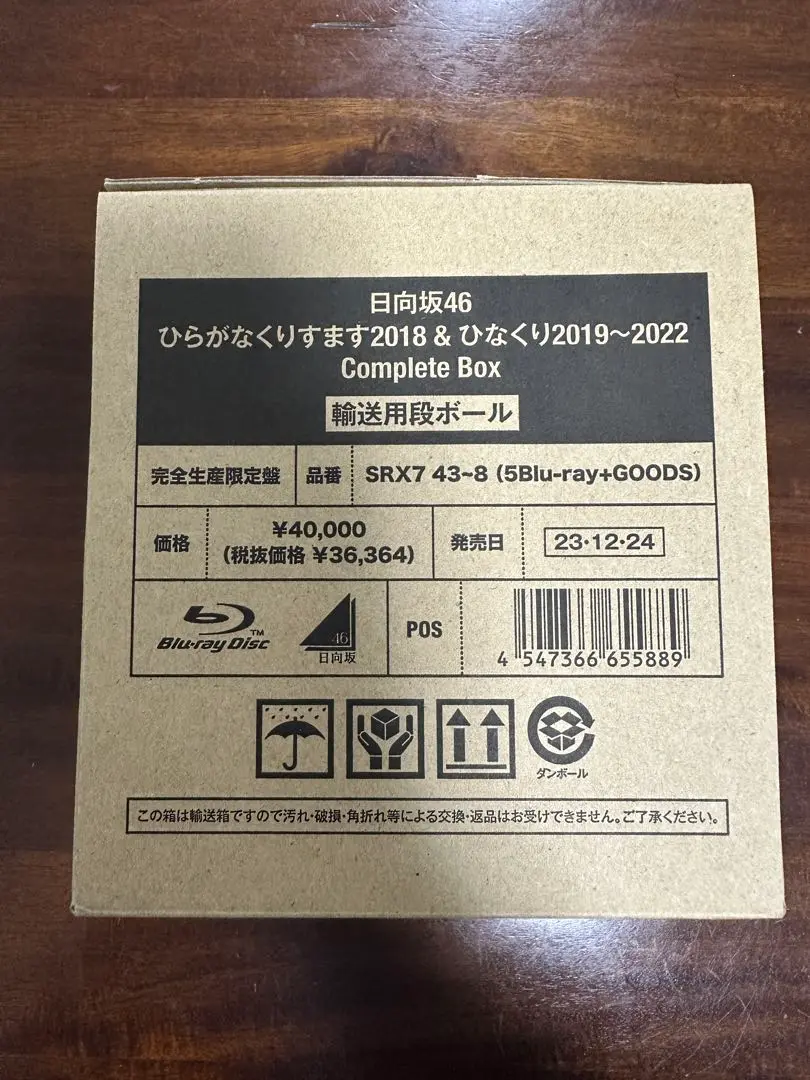 日向坂46
ひらがなくりすます2018 & ひなくり2019〜2022
Complete Box
輸送用段ボール
完全生産限定盤 品番 SRX7 43~8 (5Blu-ray+GOODS)
価格 ¥40,000
(税抜価格 ¥36,364)
発売日 23・12・24
Blu-ray Disc TM
46
日向坂
POS
4 547366 655889
ダンボール
この箱は輸送箱ですので汚れ・破損・角折れ等による交換・返品はお受けできません。ご了承ください。